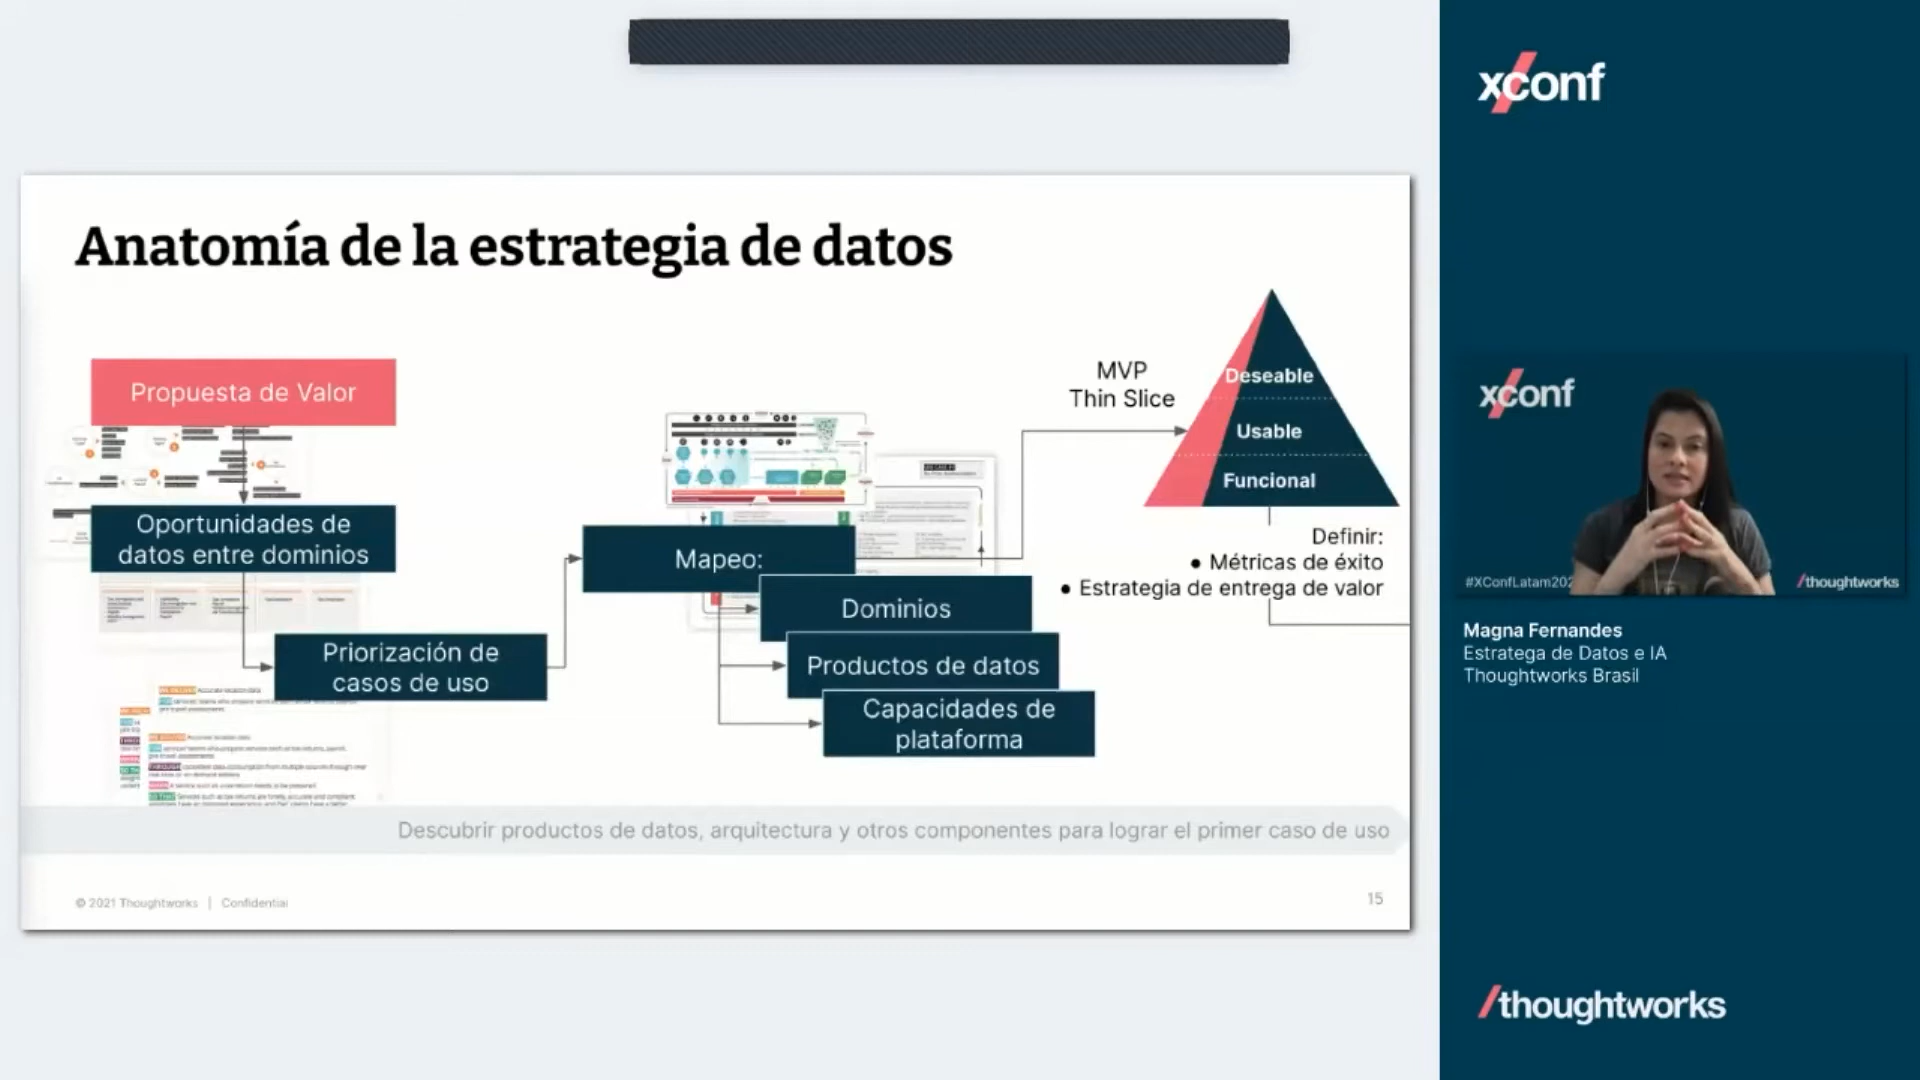 xconf
Anatomía de la estrategia de datos
Propuesta de Valor
Oportunidades de
datos entre dominios
Priorización de
casos de uso
Mapeo:
Dominios
Productos de datos
Capacidades de
plataforma
MVP
Thin Slice
Deseable
Usable
Funcional
Definir:
● Métricas de éxito
● Estrategia de entrega de valor
Descubrir productos de datos, arquitectura y otros componentes para lograr el primer caso de uso
© 2021 Thoughtworks | Confidential
15
xconf
#XConfLatam202
/thoughtworks
Magna Fernandes
Estratega de Datos e IA
Thoughtworks Brasil
/thoughtworks